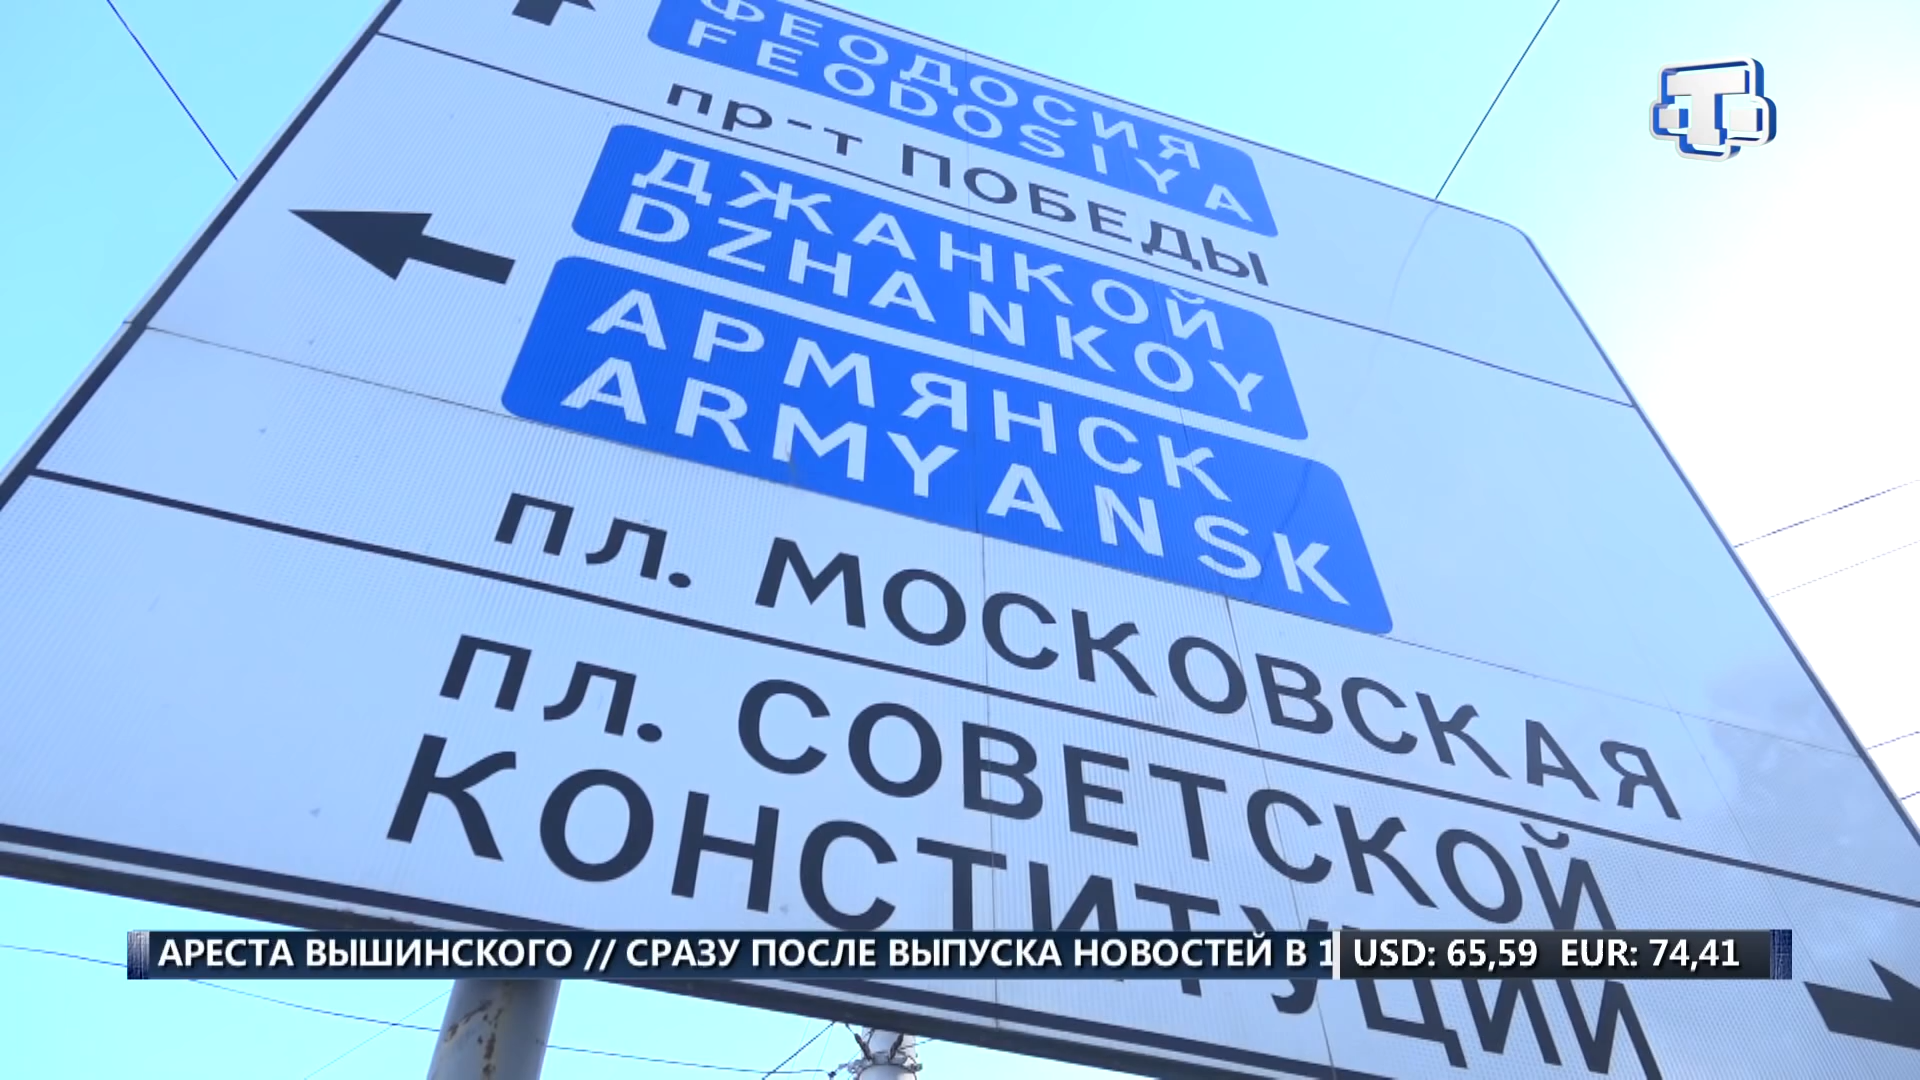 ФЕОДОСИЯ
FEODOSIYA
пр-т ПОБЕДЫ
ДЖАНКОЙ
DZHANKOY
АРМЯНСК
ARMYANSK
пл. МОСКОВСКАЯ
пл. СОВЕТСКОЙ
КОНСТИТУЦИИ
АРЕСТА ВЫШИНСКОГО // СРАЗУ ПОСЛЕ ВЫПУСКА НОВОСТЕЙ В 1
USD: 65,59 EUR: 74,41